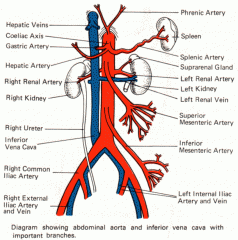 Hepatic Veins
Coeliac Axis
Gastric Artery
Hepatic Artery
Right Renal Artery
Right Kidney
Right Ureter
Inferior
Vena Cava
Right Common
Iliac Artery
Right External
Iliac Artery
and Vein
Phrenic Artery
Spleen
Splenic Artery
Suprarenal Gland
Left Renal Artery
Left Kidney
Left Renal Vein
Superior
Mesenteric Artery
Inferior
Mesenteric Artery
Left Internal Iliac
Artery and Vein
Diagram showing abdominal aorta and inferior vena cava with
important branches.